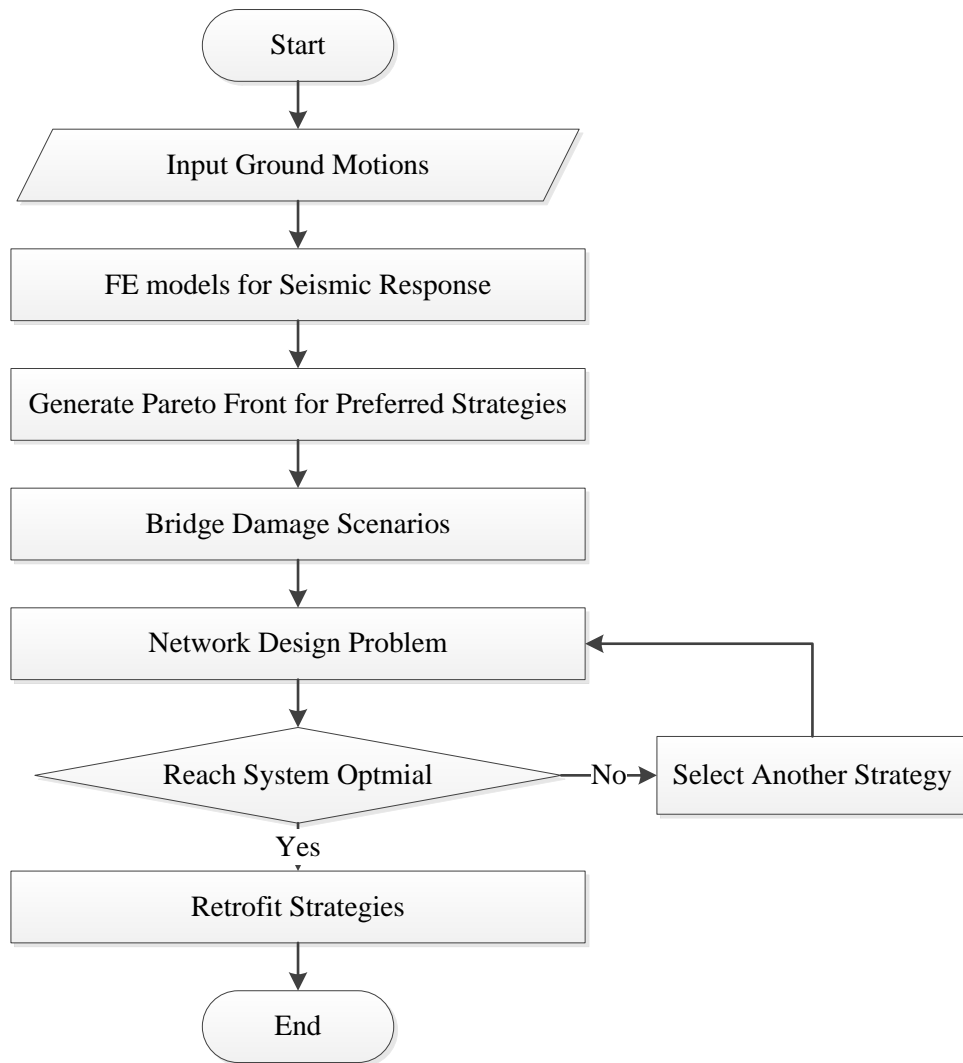 Start
Input Ground Motions
FE models for Seismic Response
Generate Pareto Front for Preferred Strategies
Bridge Damage Scenarios
Network Design Problem
Reach System Optmial
No
Select Another Strategy
Yes
Retrofit Strategies
End